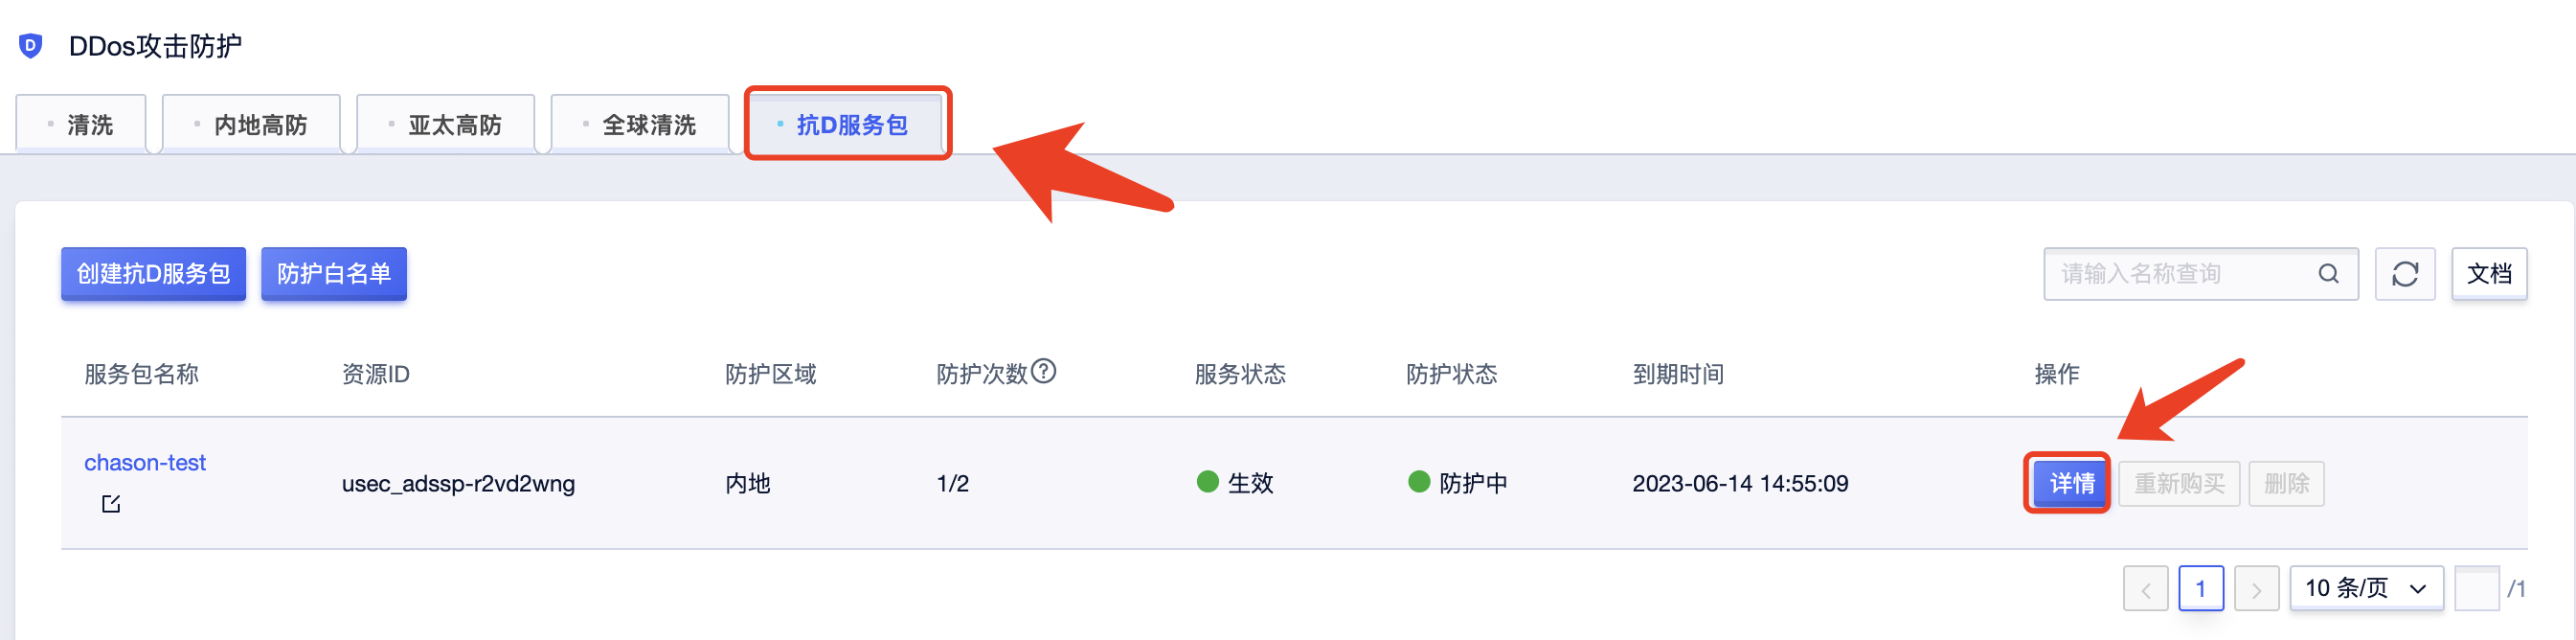 D DDos攻击防护
清洗 内地高防 亚太高防 全球清洗 抗D服务包
创建抗D服务包 防护白名单 请输入名称查询 文档
服务包名称 资源ID 防护区域 防护次数? 服务状态 防护状态 到期时间 操作
chason-test
usec_adssp-r2vd2wng 内地 1/2 生效 防护中 2023-06-14 14:55:09 详情 重新购买 删除
1 10 条/页 /1